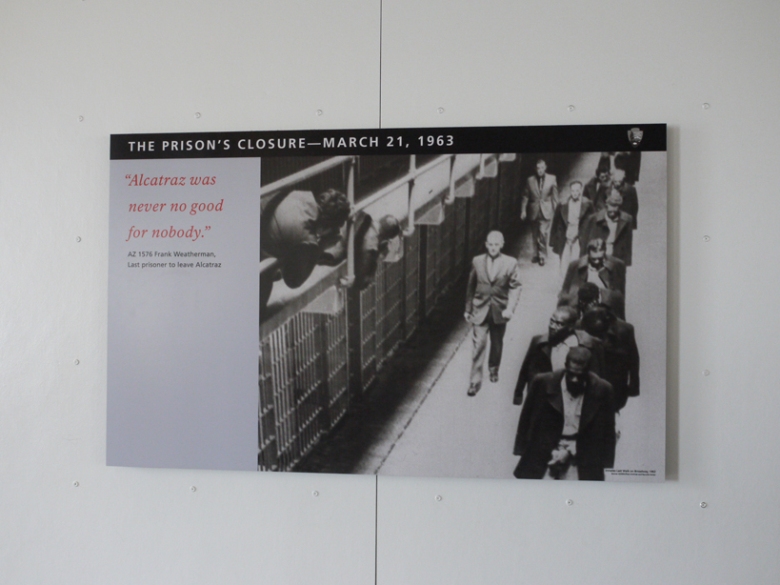 THE PRISON'S CLOSURE—MARCH 21, 1963
“Alcatraz was
never no good
for nobody.”
AZ 1576 Frank Weatherman,
Last prisoner to leave Alcatraz